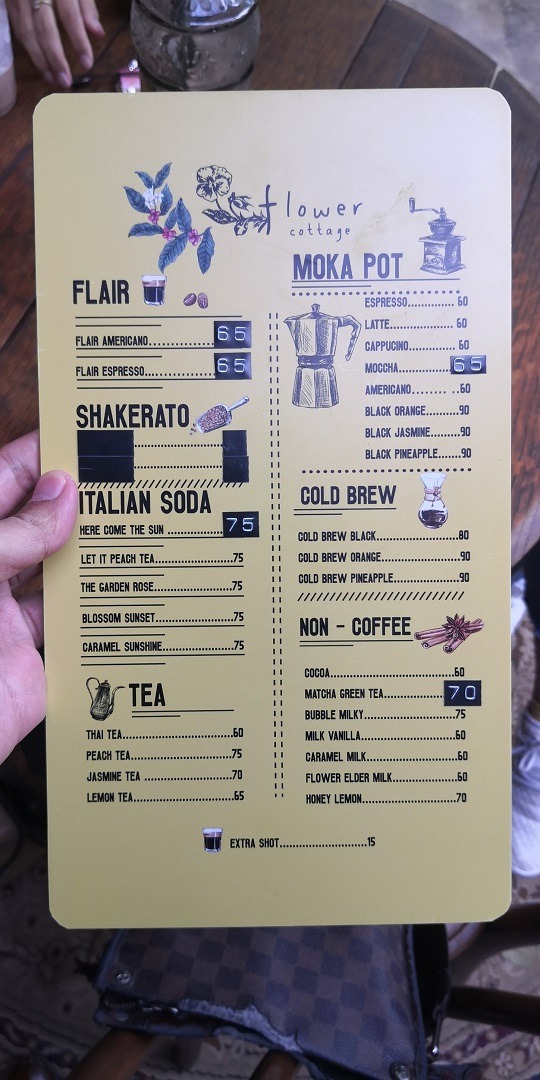 flower
cottage
FLAIR
FLAIR AMERICANO 65
FLAIR ESPRESSO 65
SHAKERATO
ITALIAN SODA
HERE COME THE SUN 75
LET IT PEACH TEA 75
THE GARDEN ROSE 75
BLOSSOM SUNSET 75
CARAMEL SUNSHINE 75
TEA
THAI TEA 60
PEACH TEA 75
JASMINE TEA 70
LEMON TEA 65
MOKA POT
ESPRESSO 60
LATTE 60
CAPPUCINO 60
MOCCHA 65
AMERICANO 60
BLACK ORANGE 90
BLACK JASMINE 90
BLACK PINEAPPLE 90
COLD BREW
COLD BREW BLACK 80
COLD BREW ORANGE 90
COLD BREW PINEAPPLE 90
NON - COFFEE
COCOA 60
MATCHA GREEN TEA 70
BUBBLE MILKY 75
MILK VANILLA 60
CARAMEL MILK 60
FLOWER ELDER MILK 60
HONEY LEMON 70
EXTRA SHOT 15